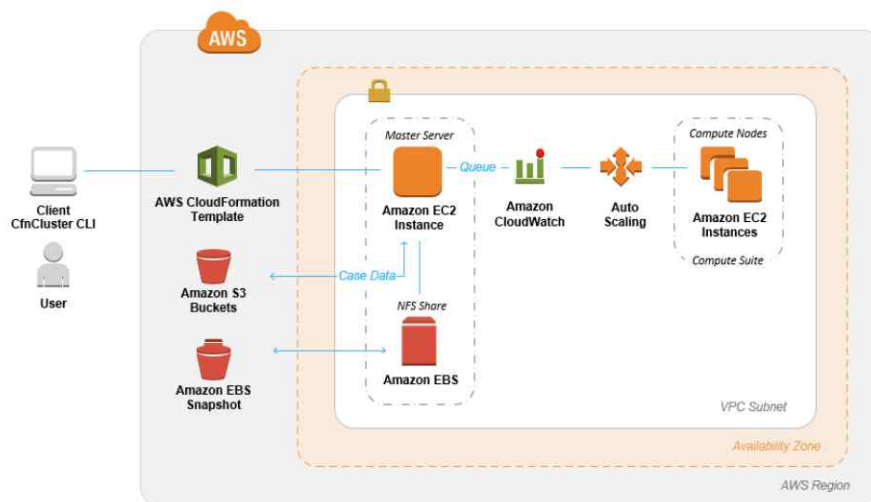 AWS
Master Server
Compute Nodes
Queue
Client
CfnCluster CLI
AWS CloudFormation
Template
Amazon EC2
Instance
Amazon
CloudWatch
Auto
Scaling
Amazon EC2
Instances
Compute Suite
User
Amazon S3
Buckets
Case Data
NFS Share
Amazon EBS
Snapshot
Amazon EBS
VPC Subnet
Availability Zone
AWS Region